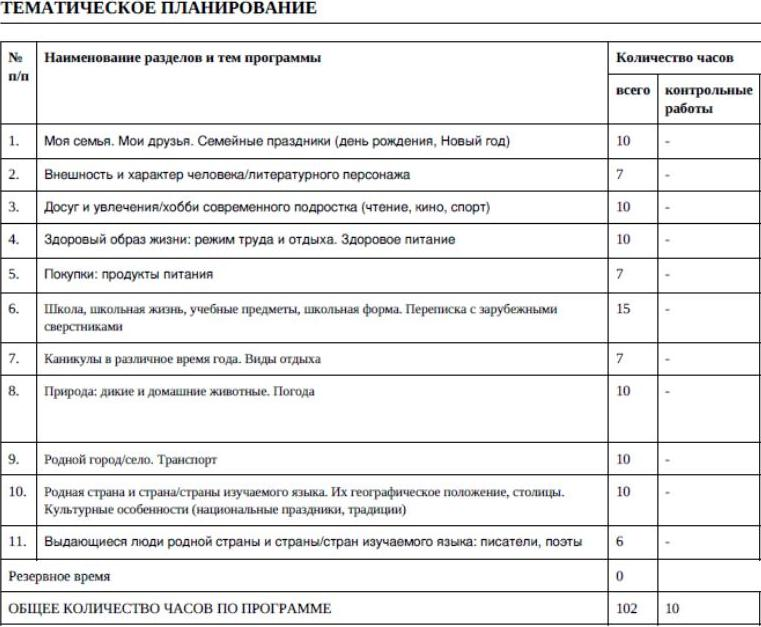 ТЕМАТИЧЕСКОЕ ПЛАНИРОВАНИЕ
№ п/п Наименование разделов и тем программы Количество часов
всего контрольные работы
1. Моя семья. Мои друзья. Семейные праздники (день рождения, Новый год) 10 -
2. Внешность и характер человека/литературного персонажа 7 -
3. Досуг и увлечения/хобби современного подростка (чтение, кино, спорт) 10 -
4. Здоровый образ жизни: режим труда и отдыха. Здоровое питание 10 -
5. Покупки: продукты питания 7 -
6. Школа, школьная жизнь, учебные предметы, школьная форма. Переписка с зарубежными 15 -
сверстниками
7. Каникулы в различное время года. Виды отдыха 7 -
8. Природа: дикие и домашние животные. Погода 10 -
9. Родной город/село. Транспорт 10 -
10. Родная страна и страна/страны изучаемого языка. Их географическое положение, столицы. 10 -
Культурные особенности (национальные праздники, традиции)
11. Выдающиеся люди родной страны и страны/стран изучаемого языка: писатели, поэты 6 -
Резервное время 0
ОБЩЕЕ КОЛИЧЕСТВО ЧАСОВ ПО ПРОГРАММЕ 102 10